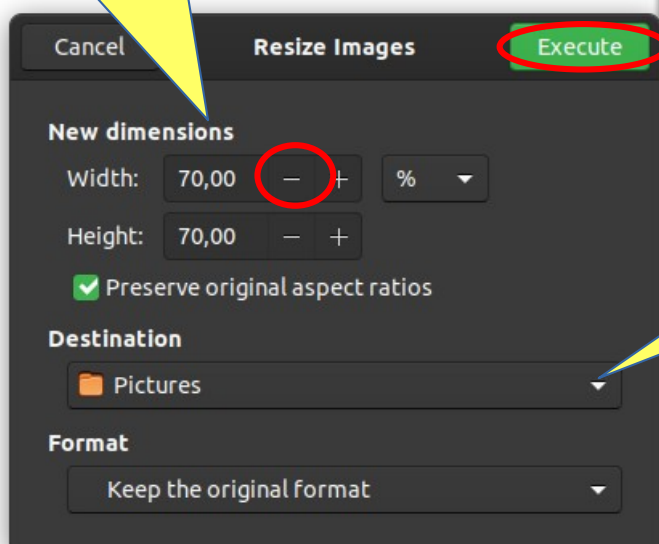 Cancel Resize Images Execute
New dimensions
Width: 70,00 − + %
Height: 70,00 − +
Preserve original aspect ratios
Destination
Pictures
Format
Keep the original format